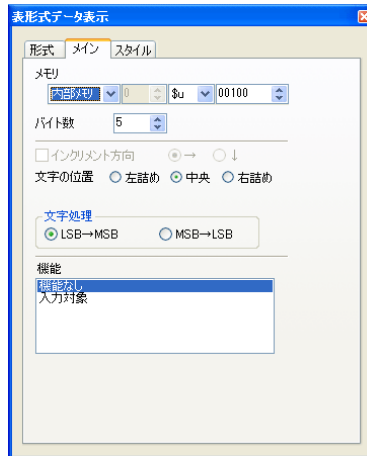 表形式データ表示
形式 メイン スタイル
メモリ
内部メモリ 0 $u 00100
バイト数 5
インクリメント方向 → ↓
文字の位置 左詰め 中央 右詰め
文字処理
LSB→MSB MSB→LSB
機能
機能なし
入力対象